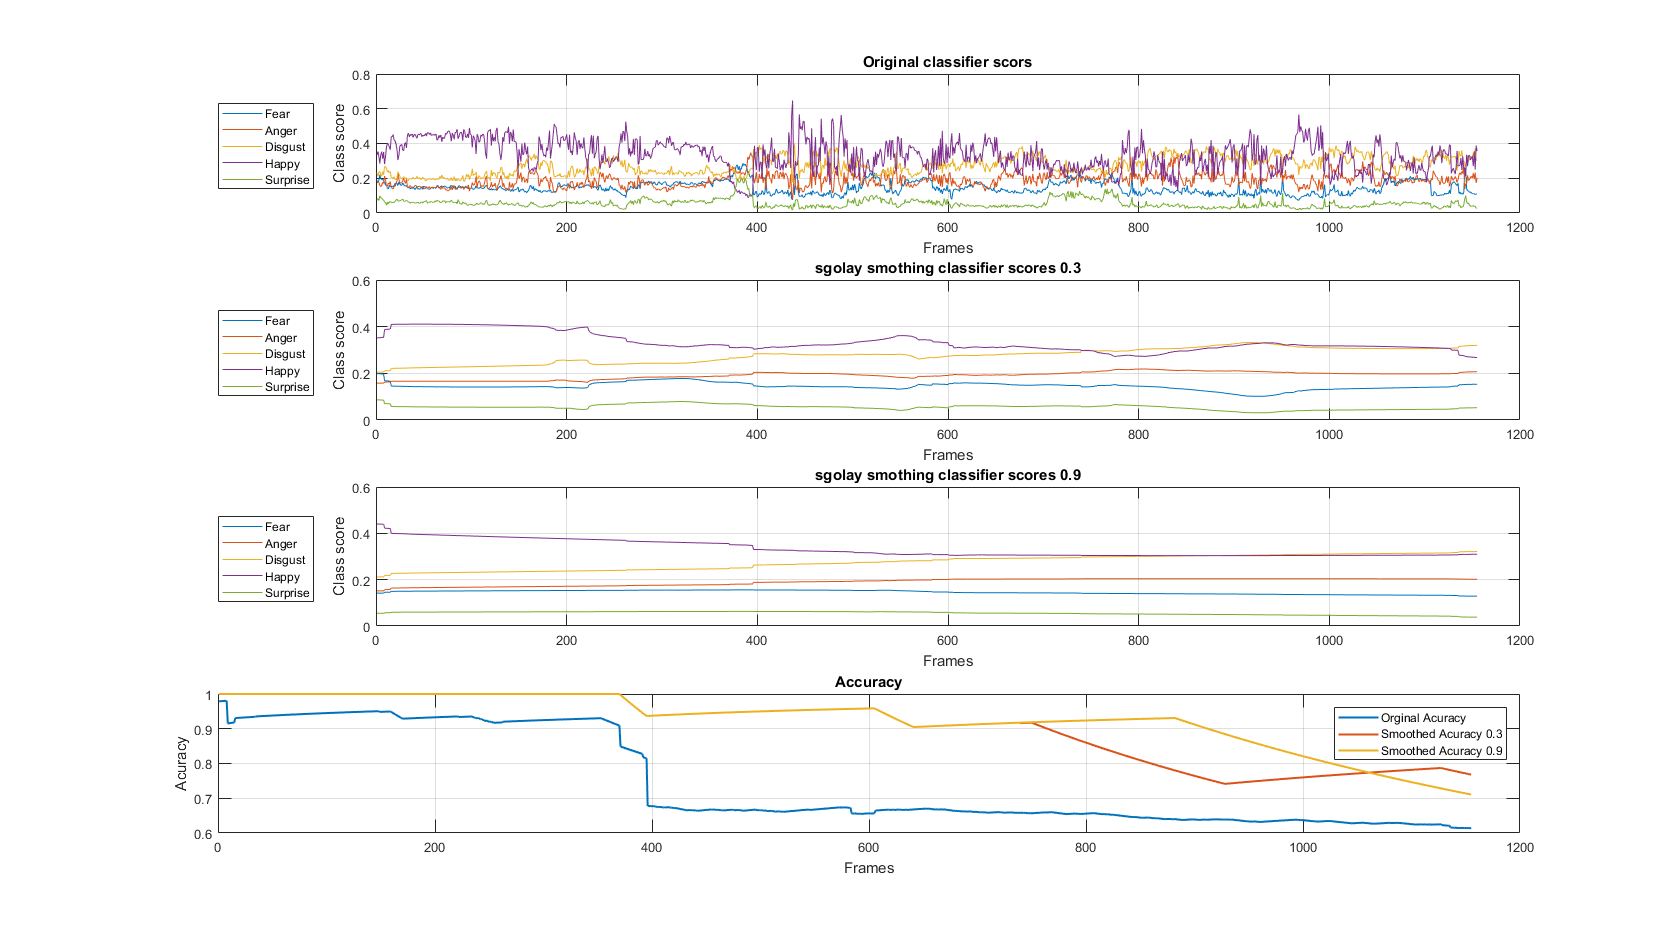 Original classifier scors
Class score
0.8
0.6
0.4
0.2
0
0 200 400 600 800 1000 1200
Frames
Fear
Anger
Disgust
Happy
Surprise
sgolay smothing classifier scores 0.3
Class score
0.6
0.4
0.2
0
0 200 400 600 800 1000 1200
Frames
Fear
Anger
Disgust
Happy
Surprise
sgolay smothing classifier scores 0.9
Class score
0.6
0.4
0.2
0
0 200 400 600 800 1000 1200
Frames
Fear
Anger
Disgust
Happy
Surprise
Accuracy
Acuracy
1
0.9
0.8
0.7
0.6
0 200 400 600 800 1000 1200
Frames
Orginal Acuracy
Smoothed Acuracy 0.3
Smoothed Acuracy 0.9